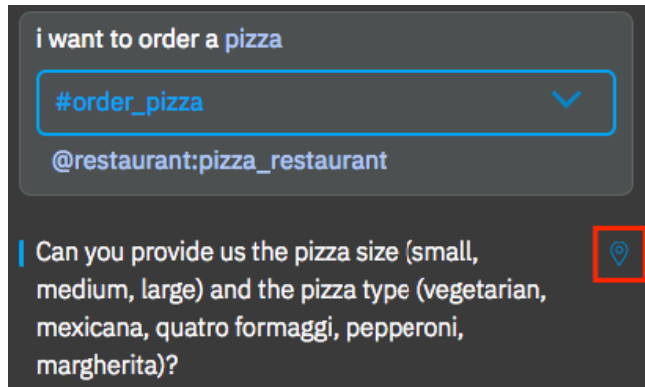 i want to order a pizza
#order_pizza
@restaurant:pizza_restaurant
Can you provide us the pizza size (small,
medium, large) and the pizza type (vegetarian,
mexicana, quatro formaggi, pepperoni,
margherita)?